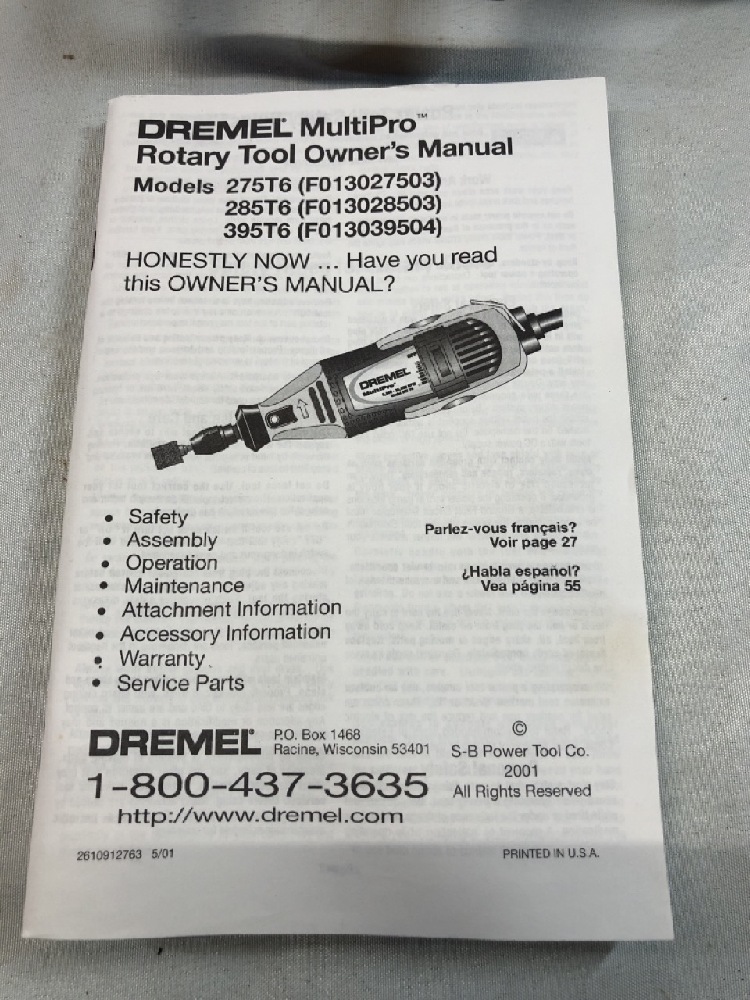 DREMEL MultiPro™
Rotary Tool Owner's Manual
Models 275T6 (F013027503)
285T6 (F013028503)
395T6 (F013039504)
HONESTLY NOW ... Have you read
this OWNER'S MANUAL?
DREMEL
MultiPro
• Safety
• Assembly
• Operation
• Maintenance
• Attachment Information
• Accessory Information
• Warranty
• Service Parts
Parlez-vous français?
Voir page 27
¿Habla español?
Vea página 55
DREMEL
P.O. Box 1468
Racine, Wisconsin 53401
1-800-437-3635
http://www.dremel.com
©
S-B Power Tool Co.
2001
All Rights Reserved
2610912763 5/01
PRINTED IN U.S.A.